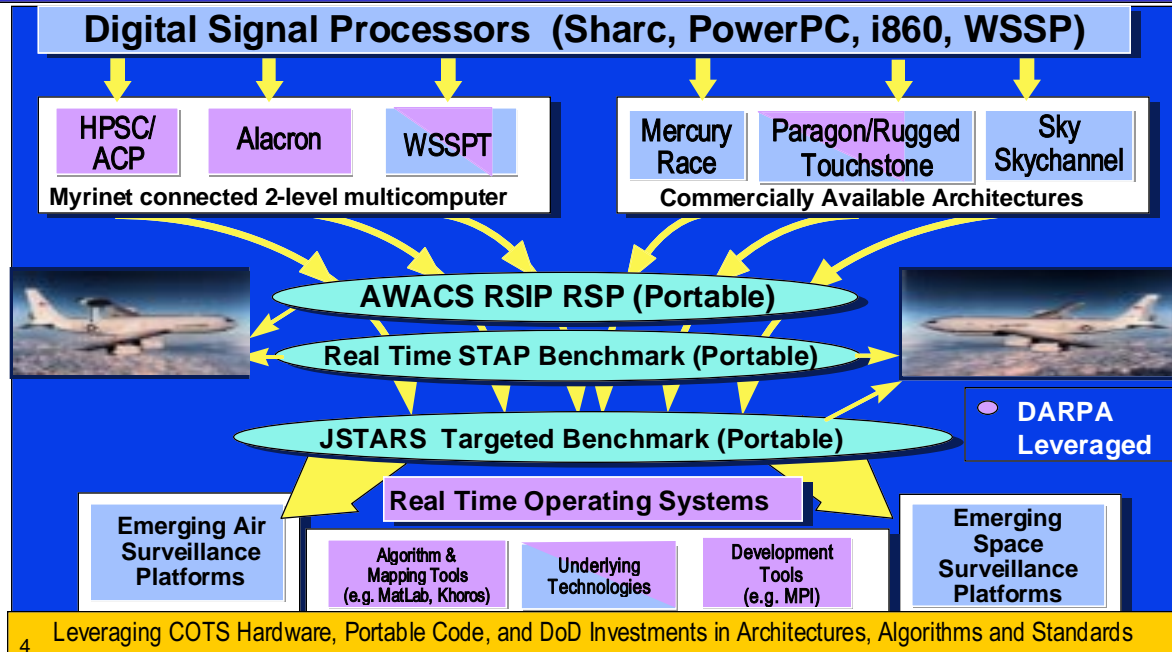 Digital Signal Processors (Sharc, PowerPC, i860, WSSP)
HPSC/
ACP
Alacron
WSSPT
Myrinet connected 2-level multicomputer
Mercury
Race
Paragon/Rugged
Touchstone
Sky
Skychannel
Commercially Available Architectures
AWACS RSIP RSP (Portable)
Real Time STAP Benchmark (Portable)
JSTARS Targeted Benchmark (Portable)
DARPA
Leveraged
Real Time Operating Systems
Emerging Air
Surveillance
Platforms
Algorithm &
Mapping Tools
(e.g. MatLab, Khoros)
Underlying
Technologies
Development
Tools
(e.g. MPI)
Emerging
Space
Surveillance
Platforms
Leveraging COTS Hardware, Portable Code, and DoD Investments in Architectures, Algorithms and Standards
4